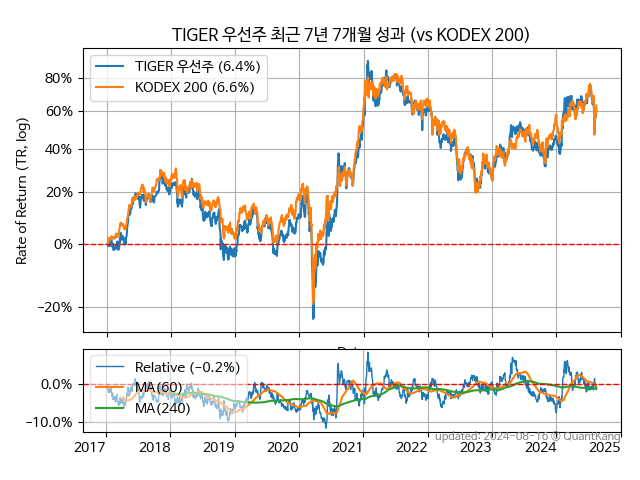 TIGER 우선주 최근 7년 7개월 성과 (vs KODEX 200)
TIGER 우선주 (6.4%)
KODEX 200 (6.6%)
Rate of Return (TR, log)
80%
60%
40%
20%
0%
−20%
Relative (−0.2%)
MA(60)
MA(240)
0.0%
−10.0%
updated: 2024-08-16 © QuantKang
2017 2018 2019 2020 2021 2022 2023 2024 2025